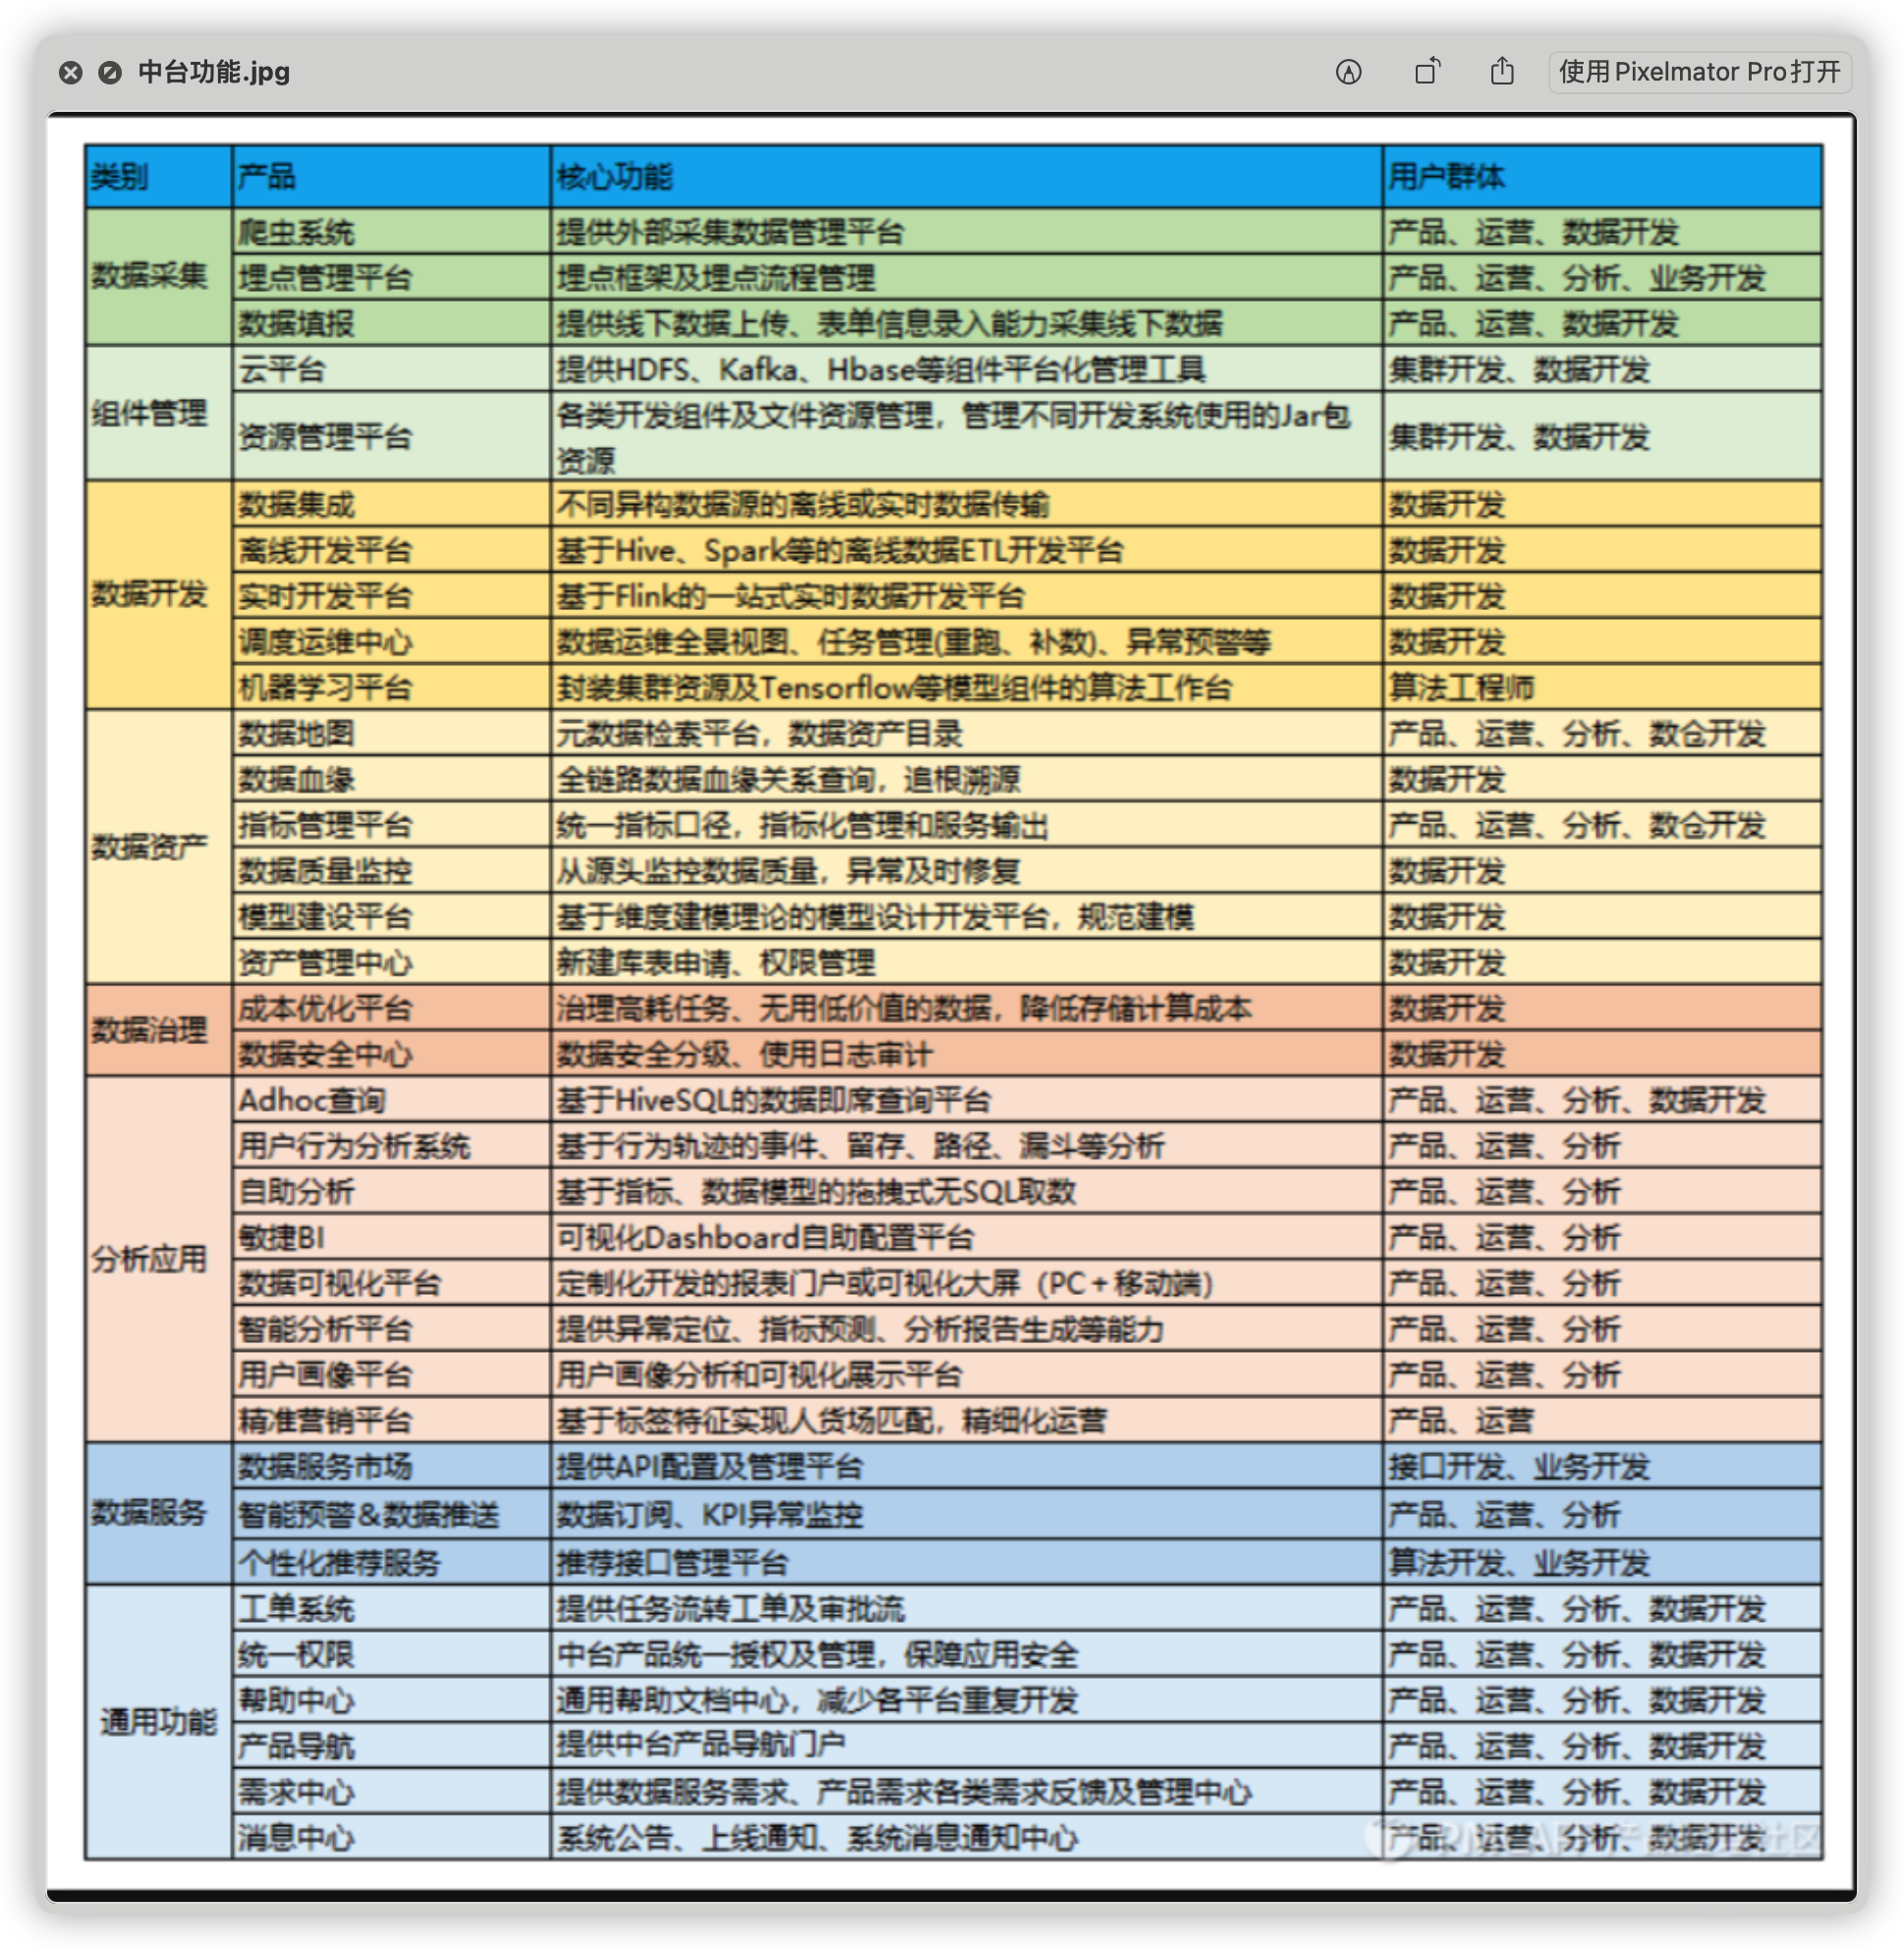 中台功能.jpg
使用Pixelmator Pro打开
类别 产品 核心功能 用户群体
数据采集
爬虫系统 提供外部采集数据管理平台 产品、运营、数据开发
埋点管理平台 埋点框架及埋点流程管理 产品、运营、分析、业务开发
数据填报 提供线下数据上传、表单信息录入能力采集线下数据 产品、运营、数据开发
组件管理
云平台 提供HDFS、Kafka、Hbase等组件平台化管理工具 集群开发、数据开发
资源管理平台 各类开发组件及文件资源管理，管理不同开发系统使用的Jar包
资源 集群开发、数据开发
数据开发
数据集成 不同异构数据源的离线或实时数据传输 数据开发
离线开发平台 基于Hive、Spark等的离线数据ETL开发平台 数据开发
实时开发平台 基于Flink的一站式实时数据开发平台 数据开发
调度运维中心 数据运维全景视图、任务管理(重跑、补数)、异常预警等 数据开发
机器学习平台 封装集群资源及Tensorflow等模型组件的算法工作台 算法工程师
数据资产
数据地图 元数据检索平台，数据资产目录 产品、运营、分析、数仓开发
数据血缘 全链路数据血缘关系查询，追根溯源 数据开发
指标管理平台 统一指标口径，指标化管理和服务输出 产品、运营、分析、数仓开发
数据质量监控 从源头监控数据质量，异常及时修复 数据开发
模型建设平台 基于维度建模理论的模型设计开发平台，规范建模 数据开发
资产管理中心 新建库表申请、权限管理 数据开发
数据治理
成本优化平台 治理高耗任务、无用低价值的数据，降低存储计算成本 数据开发
数据安全中心 数据安全分级、使用日志审计 数据开发
分析应用
Adhoc查询 基于HiveSQL的数据即席查询平台 产品、运营、分析、数据开发
用户行为分析系统 基于行为轨迹的事件、留存、路径、漏斗等分析 产品、运营、分析
自助分析 基于指标、数据模型的拖拽式无SQL取数 产品、运营、分析
敏捷BI 可视化Dashboard自助配置平台 产品、运营、分析
数据可视化平台 定制化开发的报表门户或可视化大屏（PC+移动端） 产品、运营、分析
智能分析平台 提供异常定位、指标预测、分析报告生成等能力 产品、运营、分析
用户画像平台 用户画像分析和可视化展示平台 产品、运营、分析
精准营销平台 基于标签特征实现人货场匹配，精细化运营 产品、运营
数据服务
数据服务市场 提供API配置及管理平台 接口开发、业务开发
智能预警&数据推送 数据订阅、KPI异常监控 产品、运营、分析
个性化推荐服务 推荐接口管理平台 算法开发、业务开发
通用功能
工单系统 提供任务流转工单及审批流 产品、运营、分析、数据开发
统一权限 中台产品统一授权及管理，保障应用安全 产品、运营、分析、数据开发
帮助中心 通用帮助文档中心，减少各平台重复开发 产品、运营、分析、数据开发
产品导航 提供中台产品导航门户 产品、运营、分析、数据开发
需求中心 提供数据服务需求、产品需求各类需求反馈及管理中心 产品、运营、分析、数据开发
消息中心 系统公告、上线通知、系统消息通知中心 产品、运营、分析、数据开发